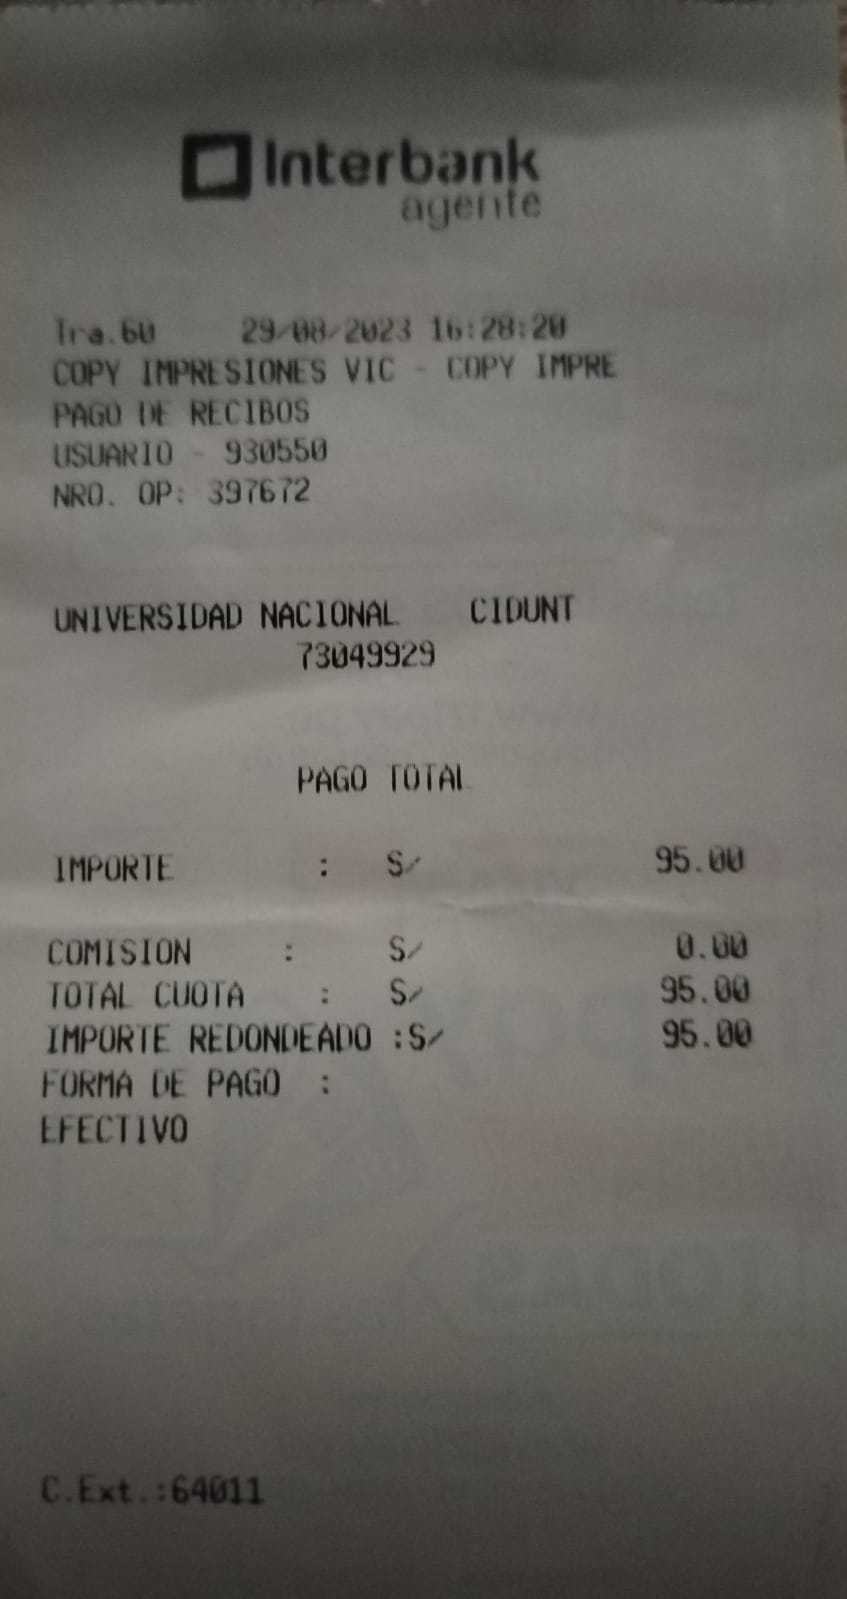 Interbank
agente
Tra.60 29/08/2023 16:28:20
COPY IMPRESIONES VIC - COPY IMPRE
PAGO DE RECIBOS
USUARIO - 930550
NRO. OP: 397672
UNIVERSIDAD NACIONAL CIDUNT
73049929
PAGO TOTAL
IMPORTE : S/ 95.00
COMISION : S/ 0.00
TOTAL CUOTA : S/ 95.00
IMPORTE REDONDEADO :S/ 95.00
FORMA DE PAGO :
EFECTIVO
TODAS
C.Ext.:64011